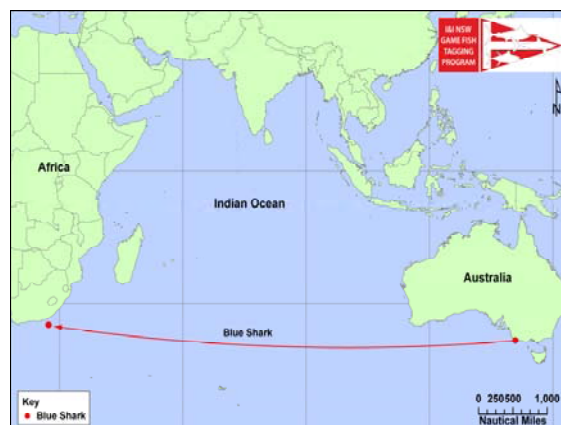 I&I NSW
GAME FISH
TAGGING
PROGRAM
N
Africa
Indian Ocean
Australia
Blue Shark
Key
Blue Shark
0 250500 1,000
Nautical Miles